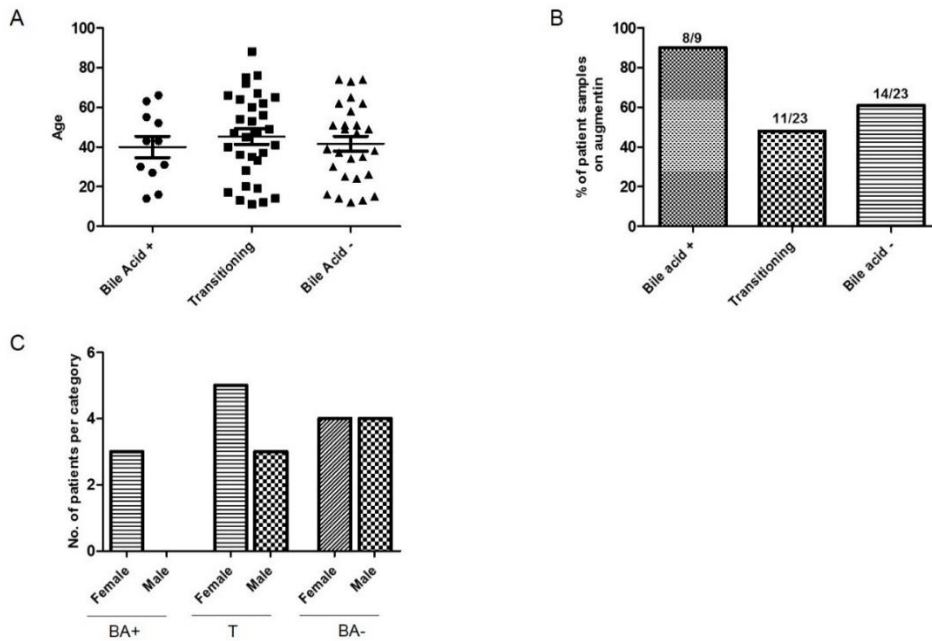 A
Age
100
80
60
40
20
0
Bile Acid +
Transitioning
Bile Acid -
B
% of patient samples
on augmentin
100
80
60
40
20
0
8/9
11/23
14/23
Bile acid +
Transitioning
Bile acid -
C
No. of patients per category
6
4
2
0
Female
Male
Female
Male
Female
Male
BA+
T
BA-